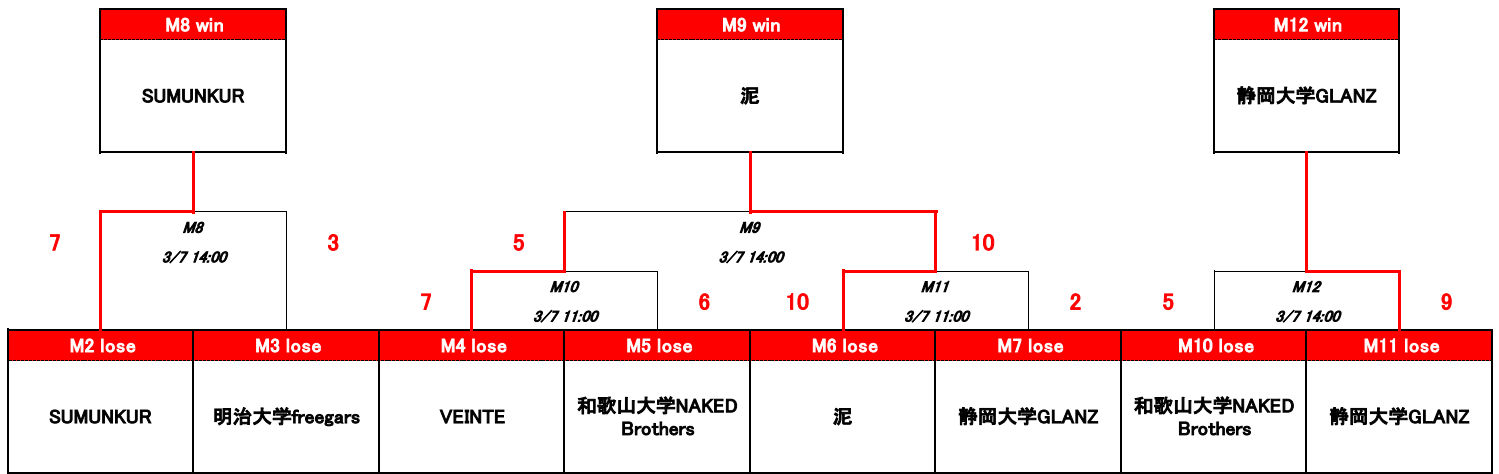 M8 win
M9 win
M12 win
SUMUNKUR
泥
静岡大学GLANZ
M8
M9
7
3
5
10
3/7 14:00
3/7 14:00
M10
M11
M12
7
6
10
2
5
9
3/7 11:00
3/7 11:00
3/7 14:00
M2 lose
M3 lose
M4 lose
M5 lose
M6 lose
M7 lose
M10 lose
M11 lose
SUMUNKUR
明治大学freegars
VEINTE
和歌山大学NAKED
Brothers
泥
静岡大学GLANZ
和歌山大学NAKED
Brothers
静岡大学GLANZ